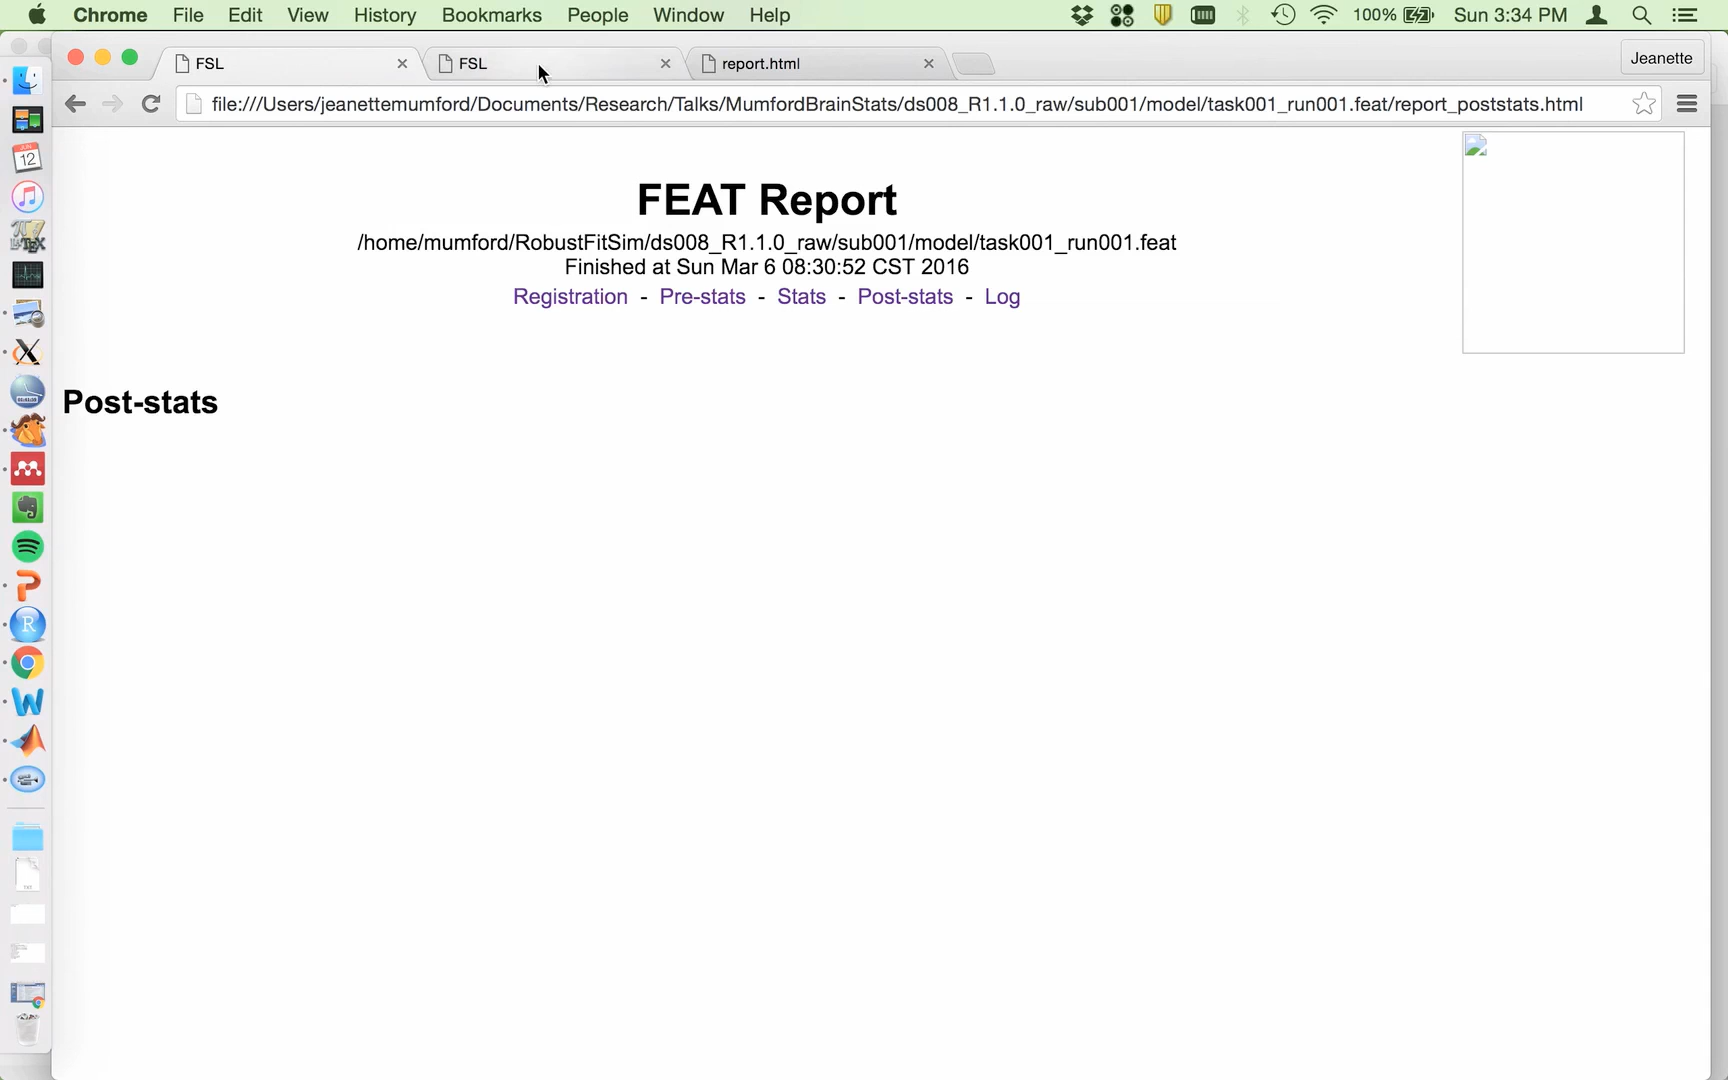 Chrome File Edit View History Bookmarks People Window Help 100% Sun 3:34 PM
FSL FSL report.html Jeanette
file:///Users/jeanettemumford/Documents/Research/Talks/MumfordBrainStats/ds008_R1.1.0_raw/sub001/model/task001_run001.feat/report_poststats.html
FEAT Report
/home/mumford/RobustFitSim/ds008_R1.1.0_raw/sub001/model/task001_run001.feat
Finished at Sun Mar 6 08:30:52 CST 2016
Registration - Pre-stats - Stats - Post-stats - Log
Post-stats
JUN
12
TXT